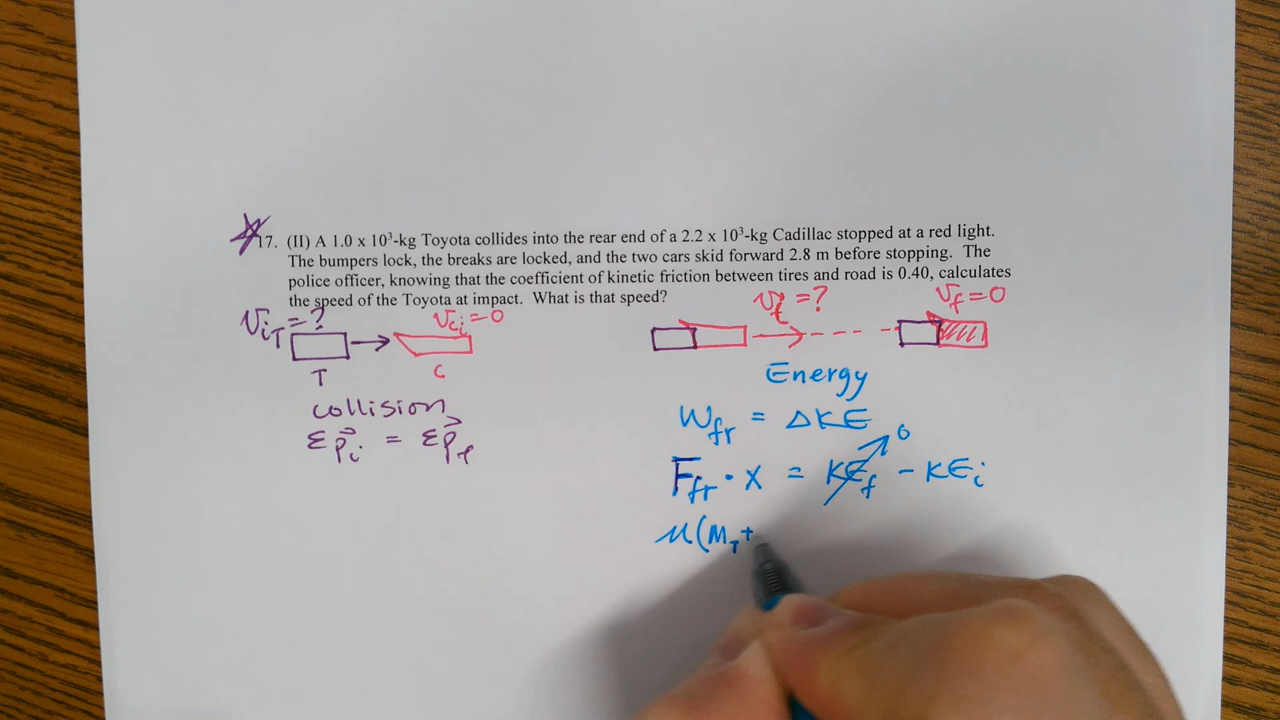 17. (II) A 1.0 x 10³-kg Toyota collides into the rear end of a 2.2 x 10³-kg Cadillac stopped at a red light.
The bumpers lock, the breaks are locked, and the two cars skid forward 2.8 m before stopping. The
police officer, knowing that the coefficient of kinetic friction between tires and road is 0.40, calculates
the speed of the Toyota at impact. What is that speed?
v_iT = ?
v_ci = 0
T
C
collision
Σp⃗_i = Σp⃗_f
v_f = ?
v_f = 0
Energy
W_fr = ΔKE
F_fr · x = KE_f → 0 - KE_i
μ(M_T +